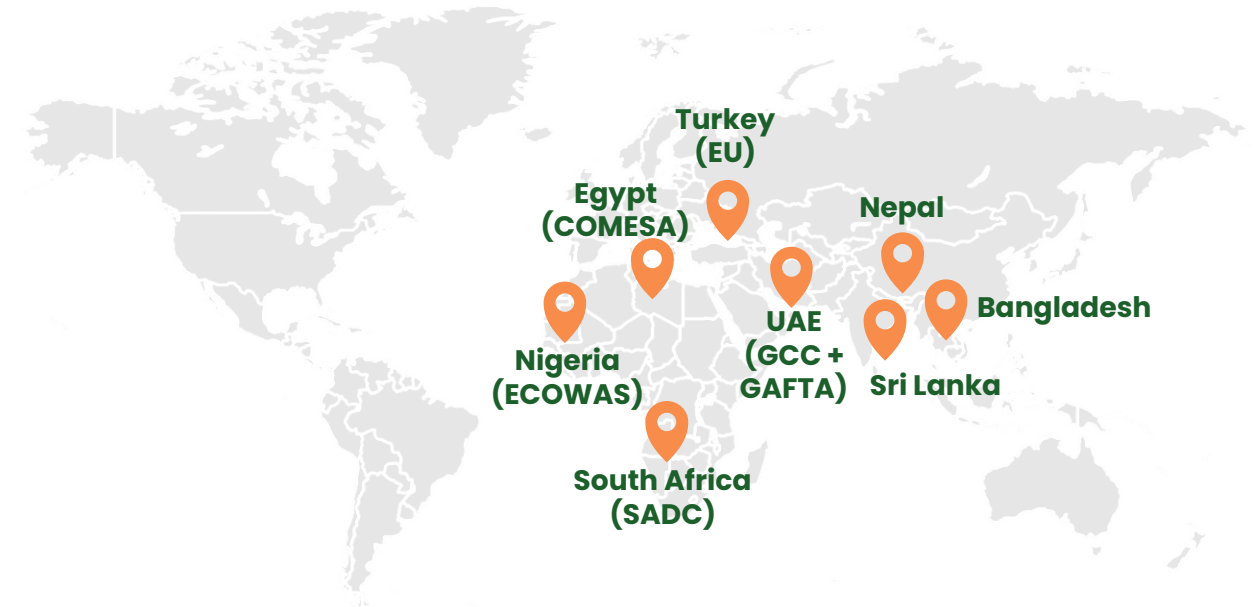 Turkey
(EU)
Egypt
(COMESA)
Nepal
Bangladesh
UAE
(GCC +
GAFTA)
Nigeria
(ECOWAS)
Sri Lanka
South Africa
(SADC)